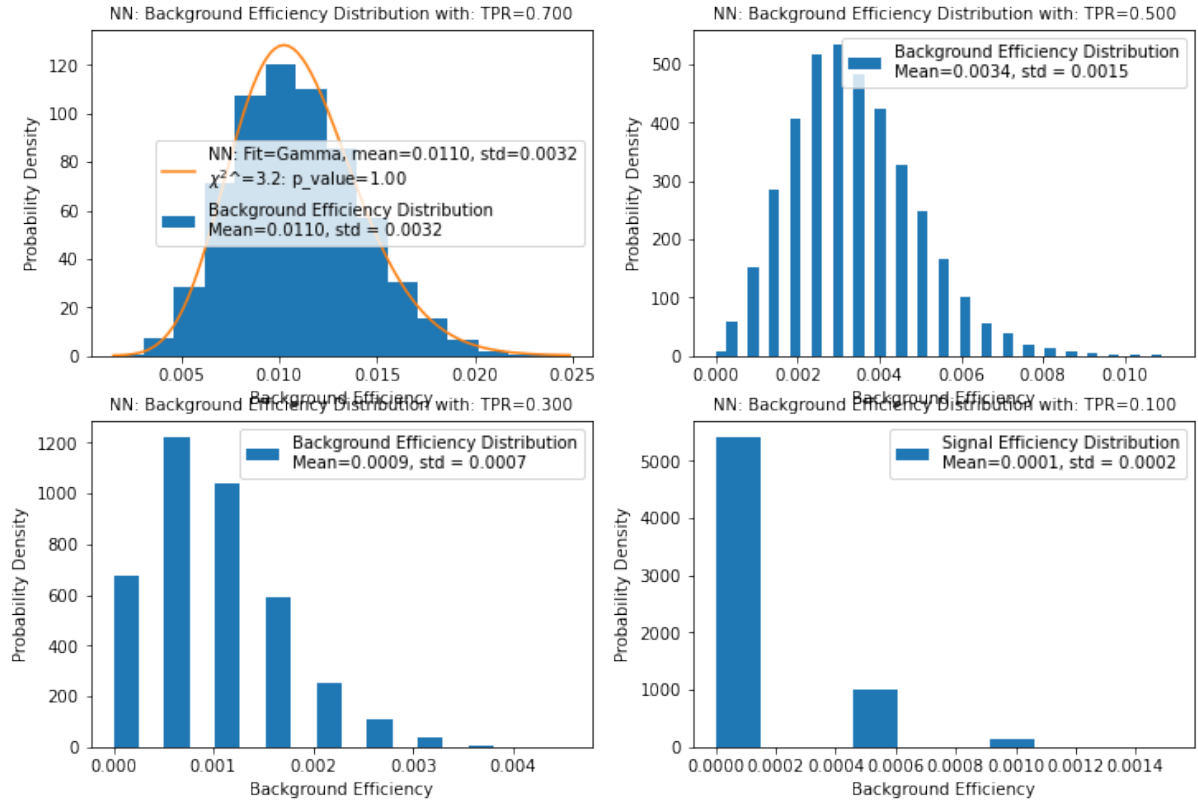 NN: Background Efficiency Distribution with: TPR=0.700
Probability Density
120
100
80
60
40
20
0
NN: Fit=Gamma, mean=0.0110, std=0.0032
χ²^=3.2: p_value=1.00
Background Efficiency Distribution
Mean=0.0110, std = 0.0032
0.005
0.010
0.015
0.020
0.025
Background Efficiency
NN: Background Efficiency Distribution with: TPR=0.500
Probability Density
500
400
300
200
100
0
Background Efficiency Distribution
Mean=0.0034, std = 0.0015
0.000
0.002
0.004
0.006
0.008
0.010
Background Efficiency
NN: Background Efficiency Distribution with: TPR=0.300
Probability Density
1200
1000
800
600
400
200
0
Background Efficiency Distribution
Mean=0.0009, std = 0.0007
0.000
0.001
0.002
0.003
0.004
Background Efficiency
NN: Background Efficiency Distribution with: TPR=0.100
Probability Density
5000
4000
3000
2000
1000
0
Signal Efficiency Distribution
Mean=0.0001, std = 0.0002
0.0000
0.0002
0.0004
0.0006
0.0008
0.0010
0.0012
0.0014
Background Efficiency